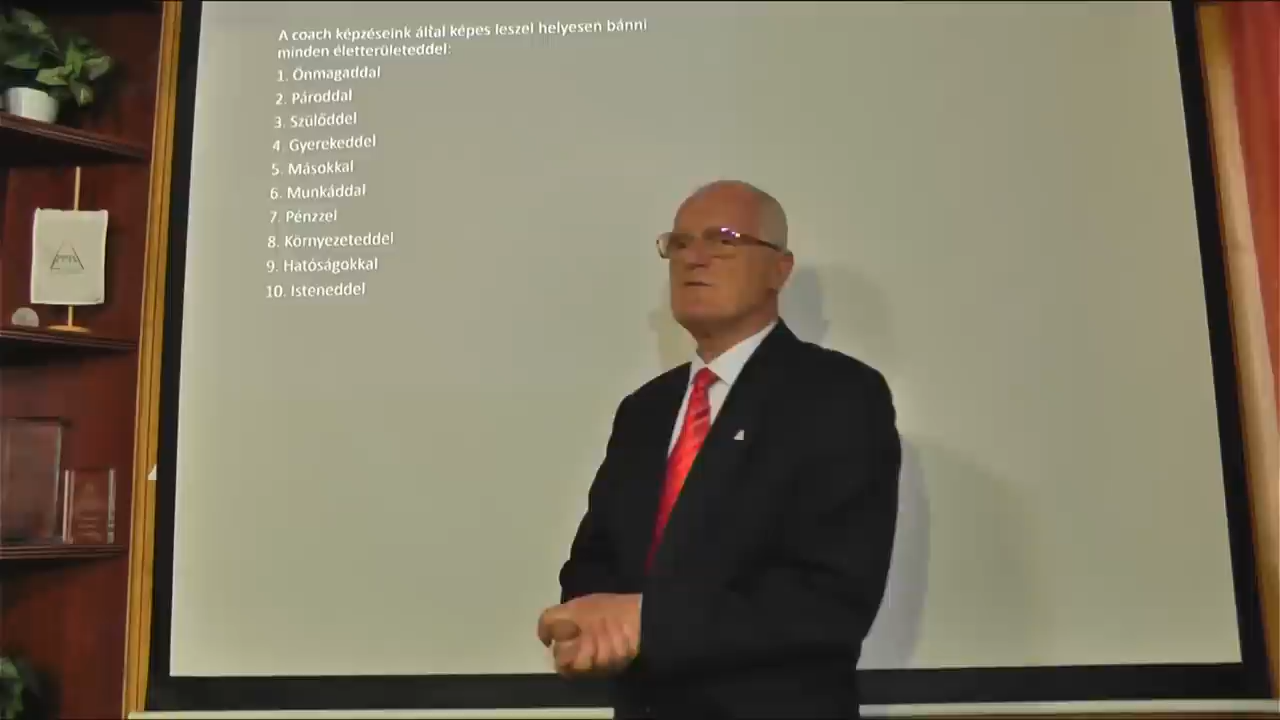 A coach képzéseink által képes leszel helyesen bánni
minden életterületeddel:
1. Önmagaddal
2. Pároddal
3. Szülőddel
4. Gyerekeddel
5. Másokkal
6. Munkáddal
7. Pénzzel
8. Környezeteddel
9. Hatóságokkal
10. Isteneddel